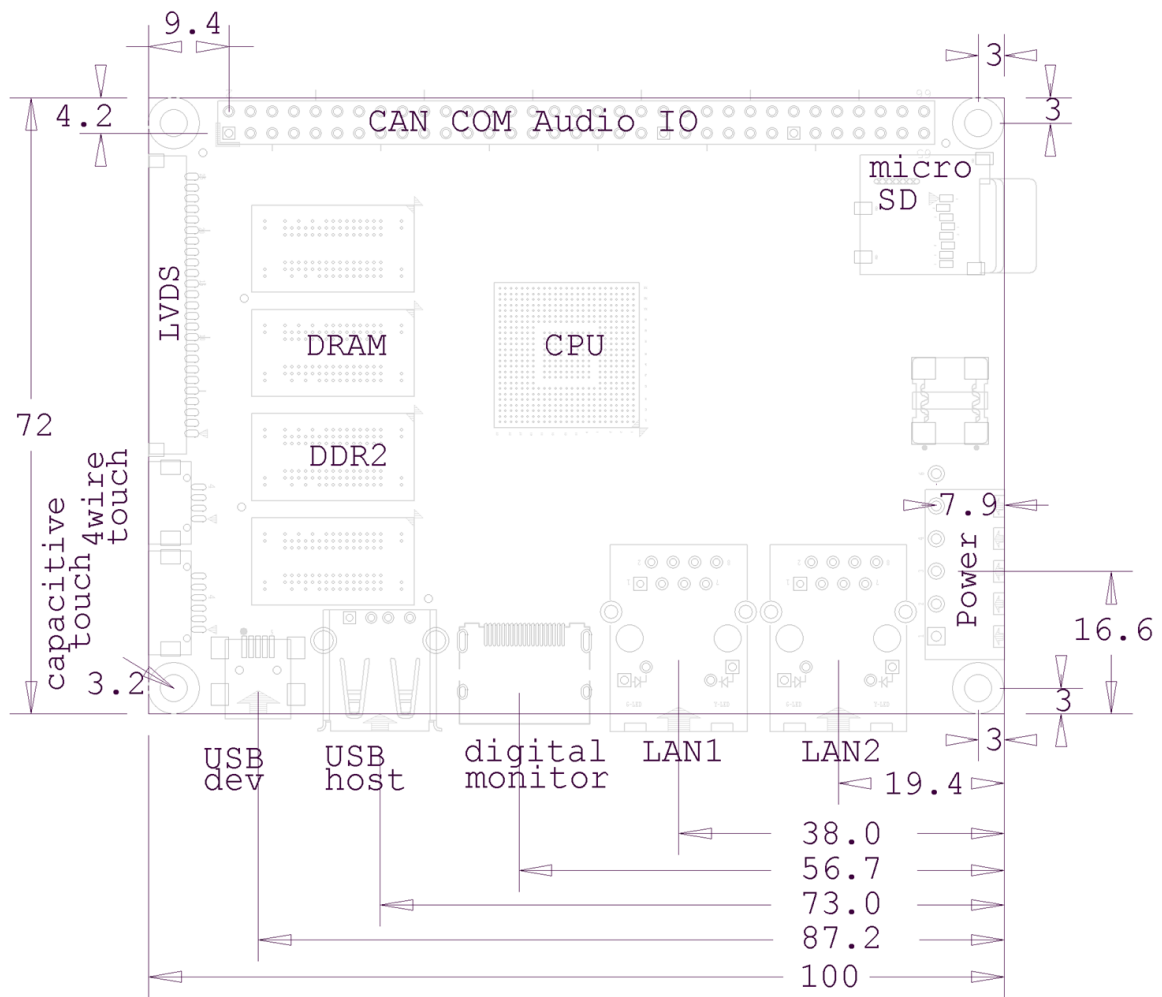 9.4
3
4.2
3
CAN COM Audio IO
micro
SD
LVDS
DRAM
CPU
72
DDR2
4wire
touch
capacitive
touch
7.9
Power
16.6
3.2
3
3
USB
dev
USB
host
digital
monitor
LAN1
LAN2
19.4
38.0
56.7
73.0
87.2
100